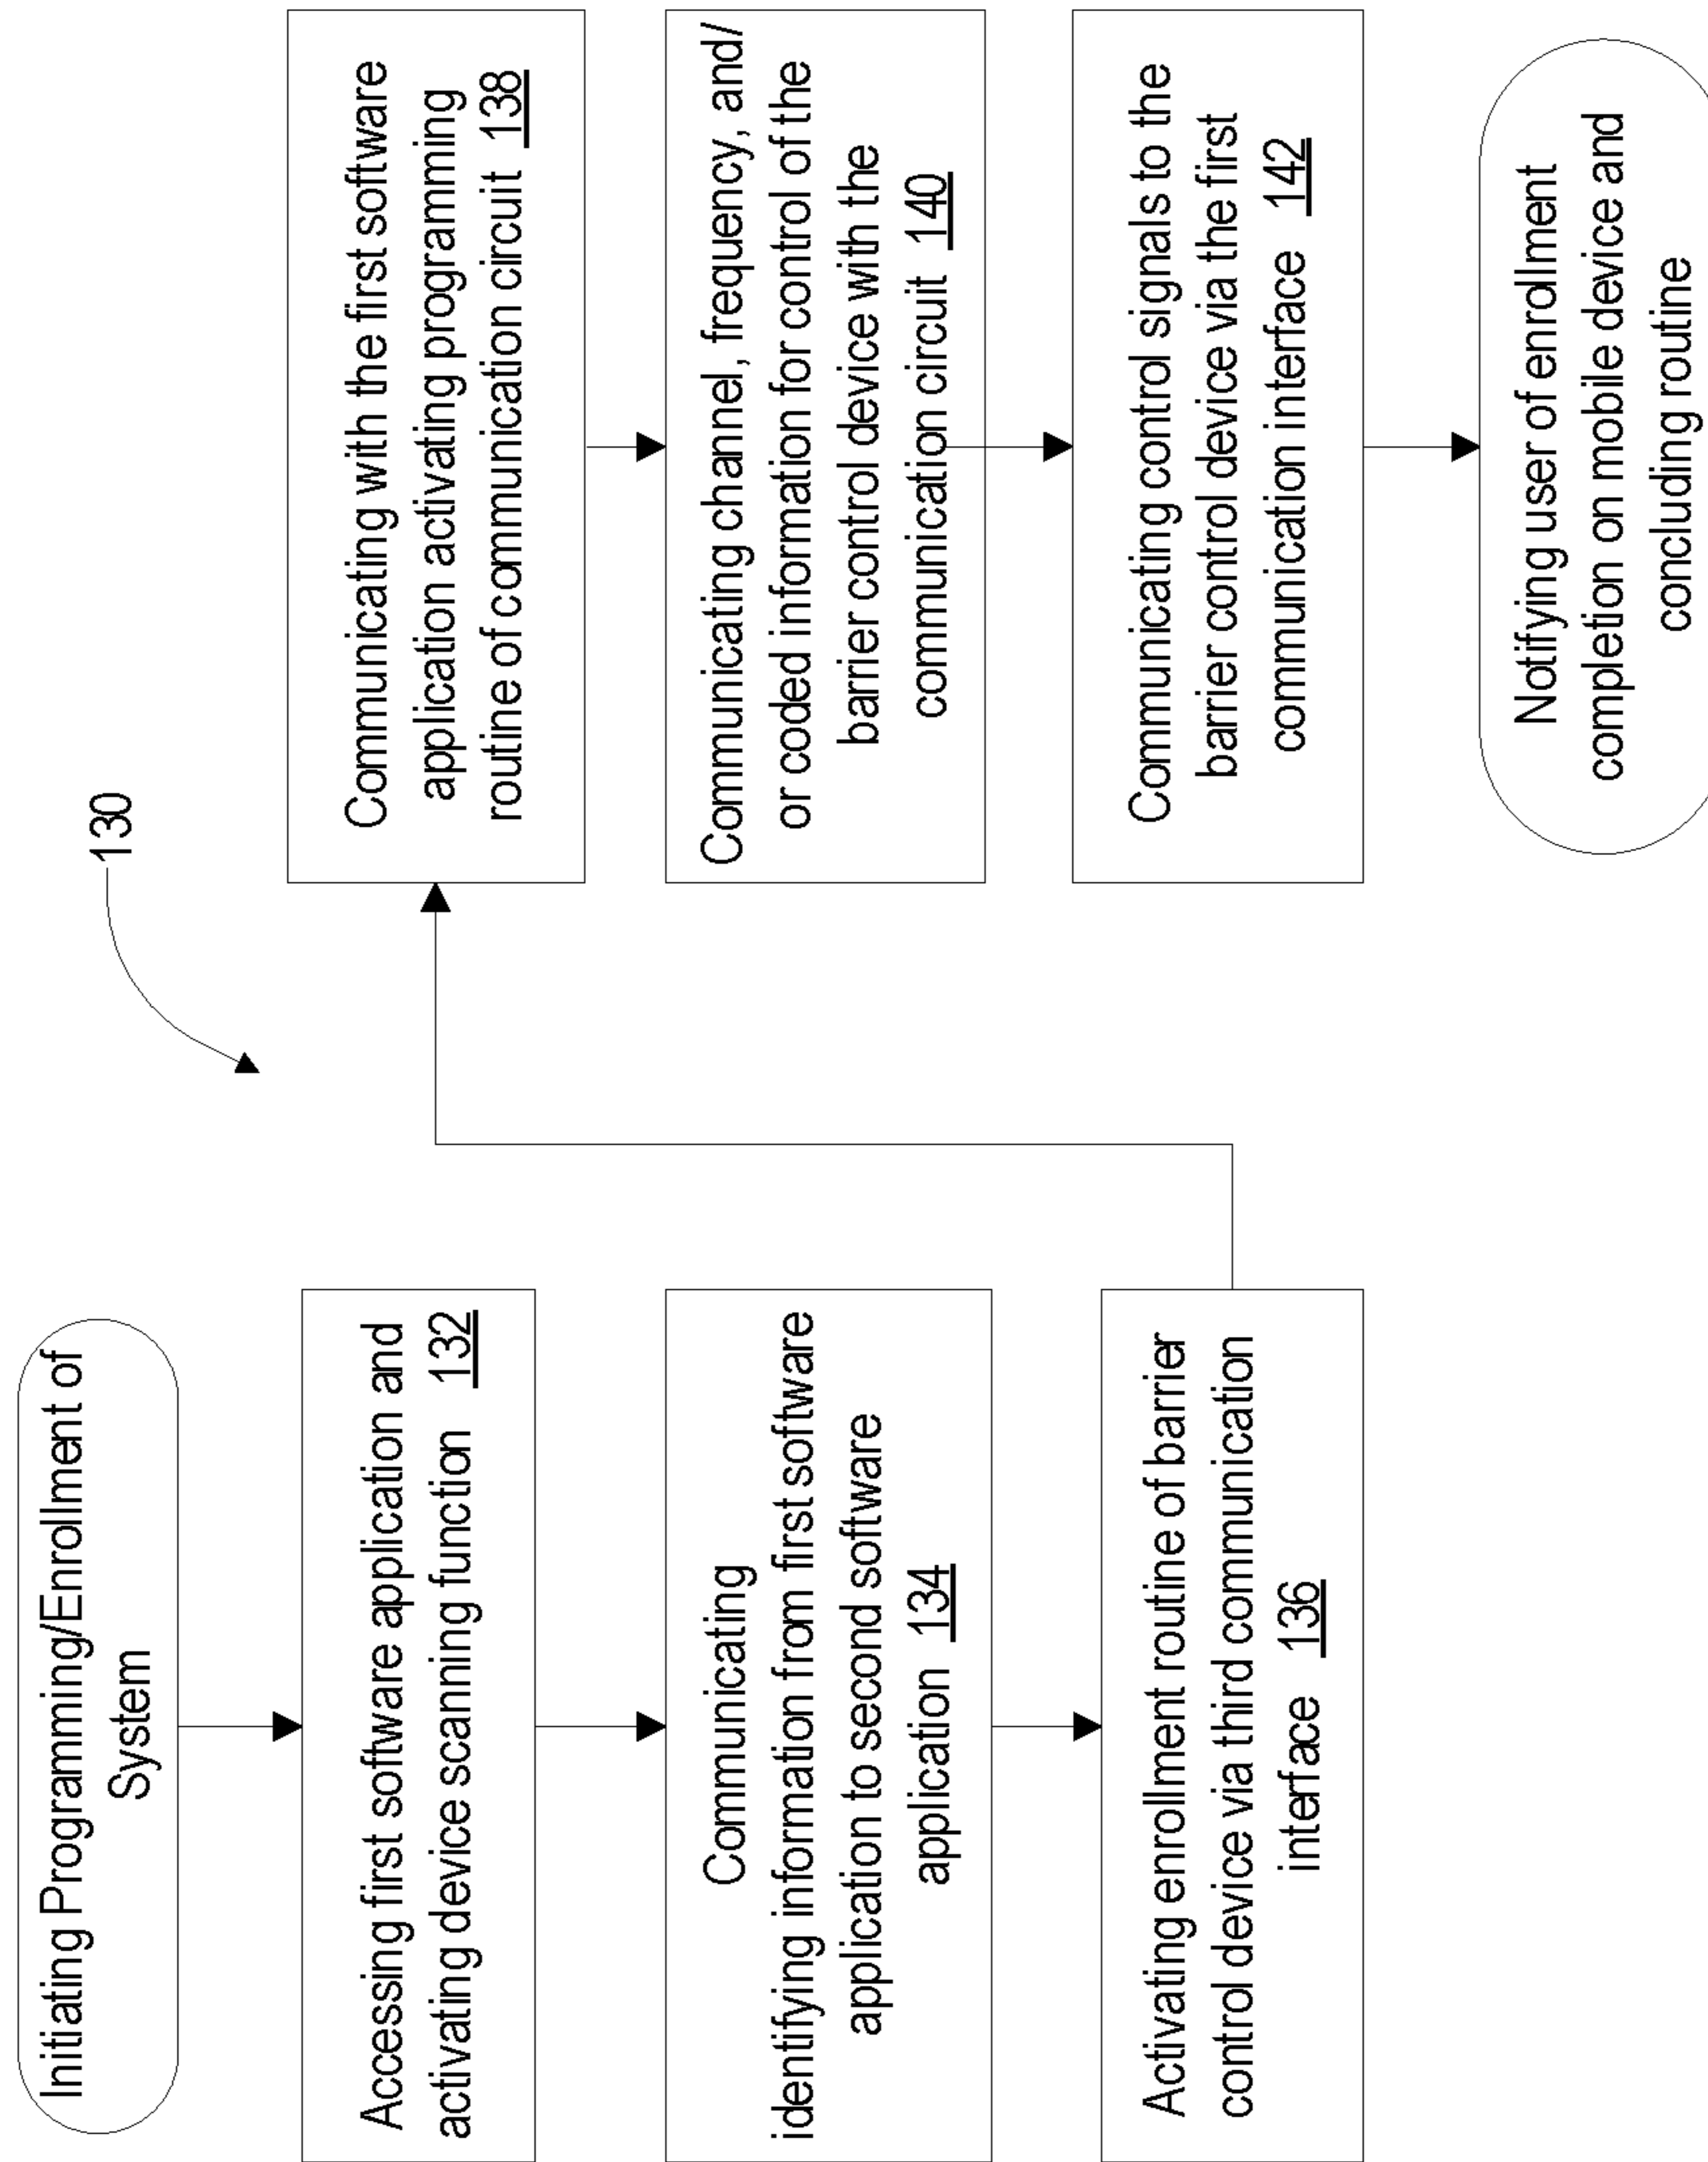 130
Initiating Programming/Enrollment of
System
Accessing first software application and
activating device scanning function 132
Communicating
identifying information from first software
application to second software
application 134
Activating enrollment routine of barrier
control device via third communication
interface 136
Communicating with the first software
application activating programming
routine of communication circuit 138
Communicating channel, frequency, and/
or coded information for control of the
barrier control device with the
communication circuit 140
Communicating control signals to the
barrier control device via the first
communication interface 142
Notifying user of enrollment
completion on mobile device and
concluding routine